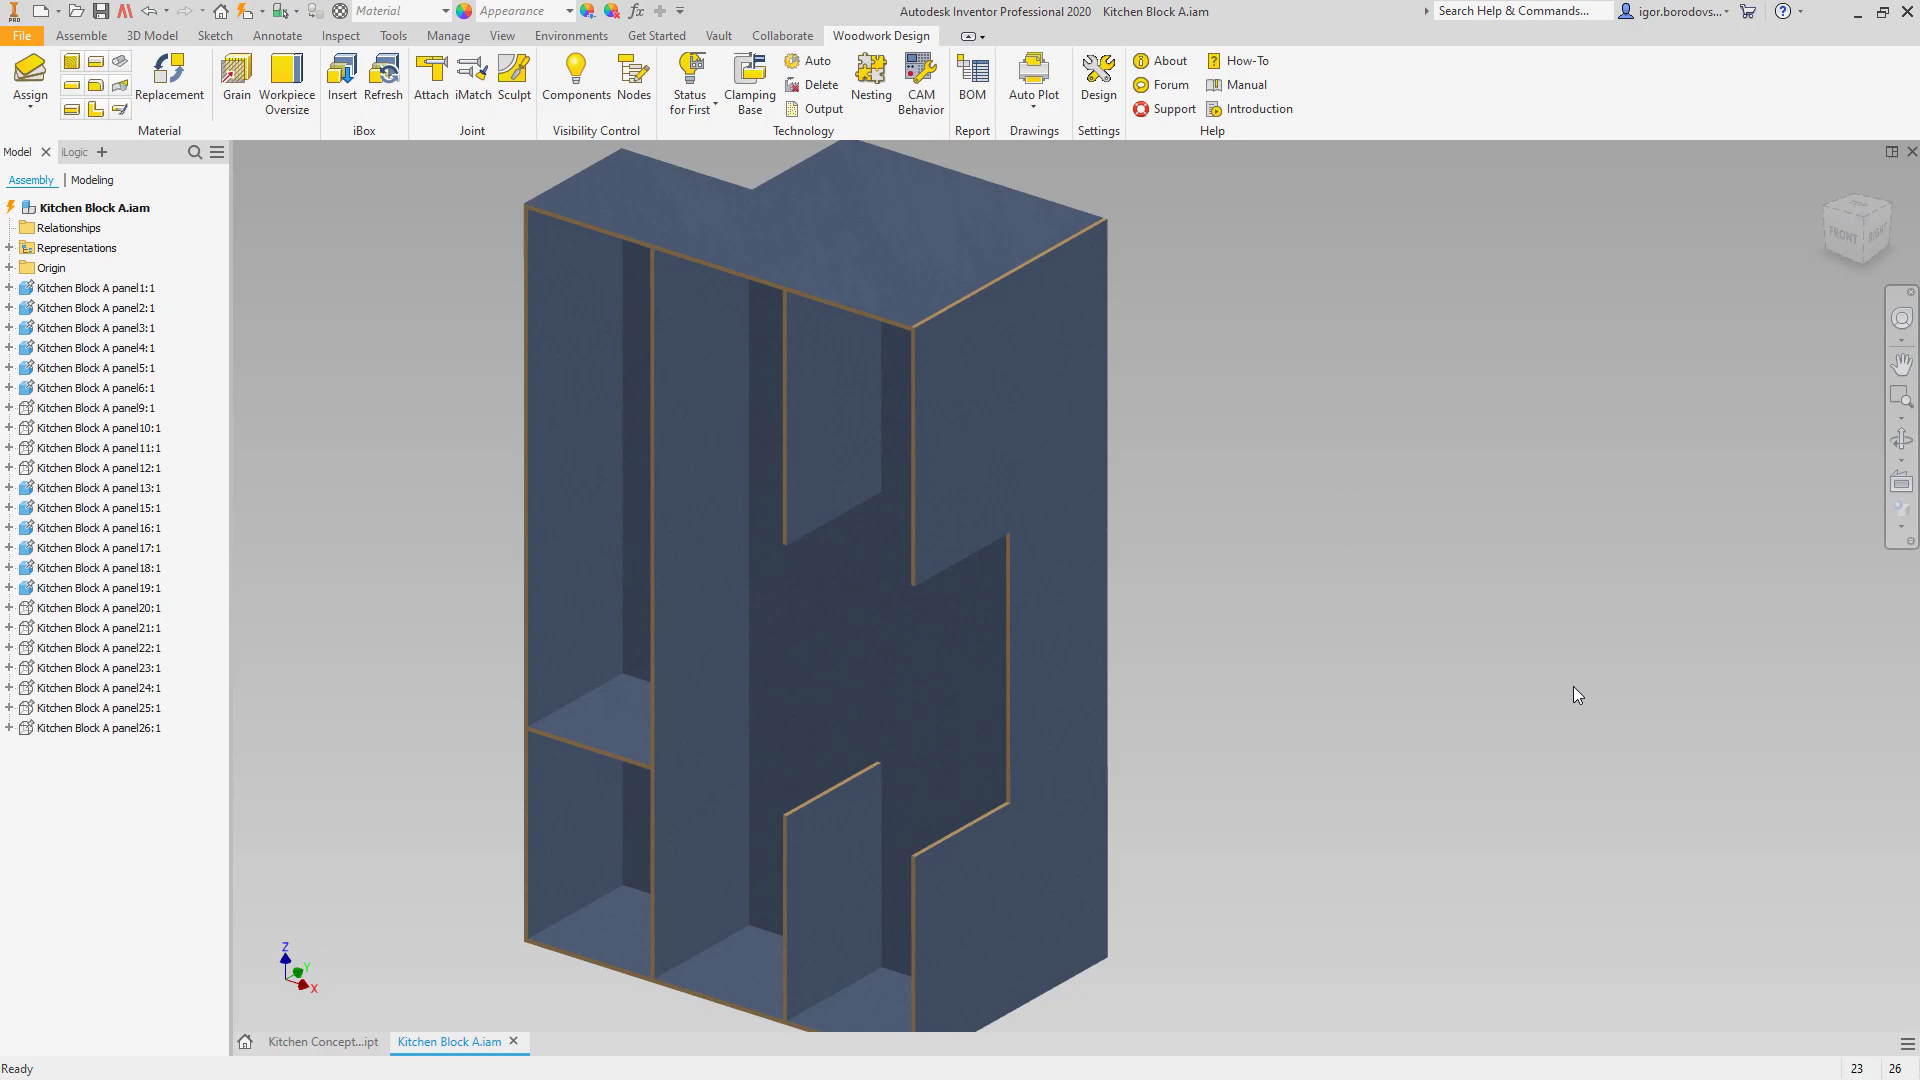 PRO
Material
Appearance
fx
Autodesk Inventor Professional 2020 Kitchen Block A.iam
Search Help & Commands...
igor.borodovs...
File Assemble 3D Model Sketch Annotate Inspect Tools Manage View Environments Get Started Vault Collaborate Woodwork Design
Assign
Replacement
Grain
Workpiece
Oversize
Insert
Refresh
Attach
iMatch
Sculpt
Components
Nodes
Status
for First
Clamping
Base
Auto
Delete
Output
Nesting
CAM
Behavior
BOM
Auto Plot
Design
About
Forum
Support
How-To
Manual
Introduction
Material
iBox
Joint
Visibility Control
Technology
Report
Drawings
Settings
Help
Model
iLogic
Assembly
Modeling
Kitchen Block A.iam
Relationships
Representations
Origin
Kitchen Block A panel1:1
Kitchen Block A panel2:1
Kitchen Block A panel3:1
Kitchen Block A panel4:1
Kitchen Block A panel5:1
Kitchen Block A panel6:1
Kitchen Block A panel9:1
Kitchen Block A panel10:1
Kitchen Block A panel11:1
Kitchen Block A panel12:1
Kitchen Block A panel13:1
Kitchen Block A panel15:1
Kitchen Block A panel16:1
Kitchen Block A panel17:1
Kitchen Block A panel18:1
Kitchen Block A panel19:1
Kitchen Block A panel20:1
Kitchen Block A panel21:1
Kitchen Block A panel22:1
Kitchen Block A panel23:1
Kitchen Block A panel24:1
Kitchen Block A panel25:1
Kitchen Block A panel26:1
TOP
FRONT
RIGHT
Z
Y
X
Kitchen Concept...ipt
Kitchen Block A.iam
Ready
23
26